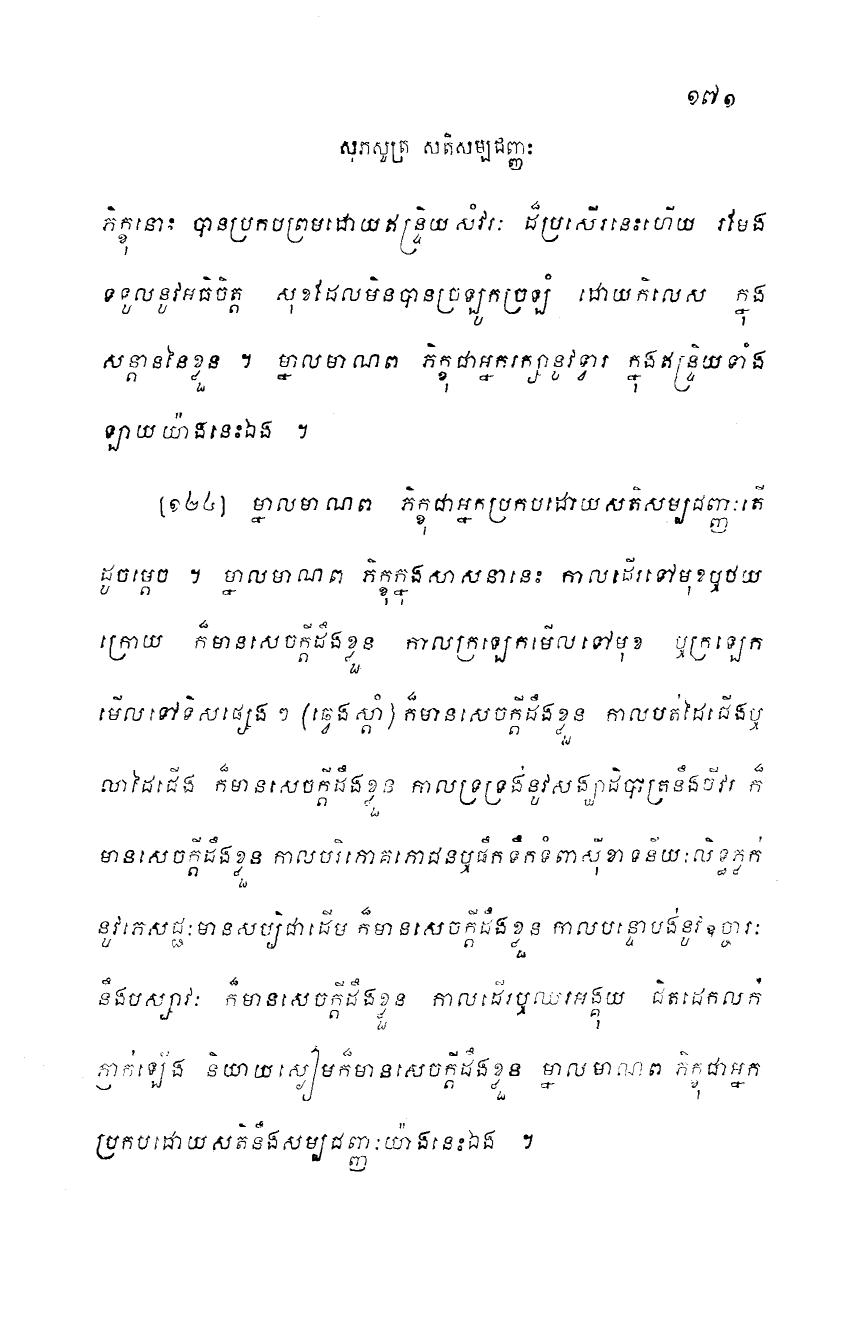 ១៧១
សុភសូត្រ សតិសម្បជញ្ញៈ
ភិក្ខុនោះ បានប្រកបព្រមដោយឥន្ទ្រិយសំវរៈ ដ៏ប្រសើរនេះហើយ រមែង
ទទួលនូវអធិចិត្ត សុខដែលមិនបានច្រឡូកច្រឡំ ដោយកិលេស ក្នុង
សន្តាននៃខ្លួន ។ ម្នាលមាណព ភិក្ខុជាអ្នករក្សានូវទ្វារ ក្នុងឥន្ទ្រិយទាំង
ឡាយយ៉ាងនេះឯង ។
[១២៤] ម្នាលមាណព ភិក្ខុជាអ្នកប្រកបដោយសតិសម្បជញ្ញៈតើ
ដូចម្តេច ។ ម្នាលមាណព ភិក្ខុក្នុងសាសនានេះ កាលដើរទៅមុខឬថយ
ក្រោយ ក៏មានសេចក្តីដឹងខ្លួន កាលក្រឡេកមើលទៅមុខ ឬក្រឡេក
មើលទៅទិសផ្សេង ៗ (ឆ្វេងស្តាំ) ក៏មានសេចក្តីដឹងខ្លួន កាលបត់ដៃជើងឬ
លាដៃជើង ក៏មានសេចក្តីដឹងខ្លួន កាលទ្រទ្រង់នូវសង្ឃាដិបាត្រនឹងចីវរ ក៏
មានសេចក្តីដឹងខ្លួន កាលបរិភោគភោជនឬផឹកទឹកទំពាស៊ីខាទនីយៈលិទ្ធភ្លក់
នូវភេសជ្ជៈមានសប្បិជាដើម ក៏មានសេចក្តីដឹងខ្លួន កាលបន្ទោបង់នូវឧច្ចារៈ
នឹងបស្សាវៈ ក៏មានសេចក្តីដឹងខ្លួន កាលដើរឬឈរអង្គុយ ជិតដេកលក់
ភ្ញាក់ឡើង និយាយស្ងៀមក៏មានសេចក្តីដឹងខ្លួន ម្នាលមាណព ភិក្ខុជាអ្នក
ប្រកបដោយសតិនឹងសម្បជញ្ញៈយ៉ាងនេះឯង ។